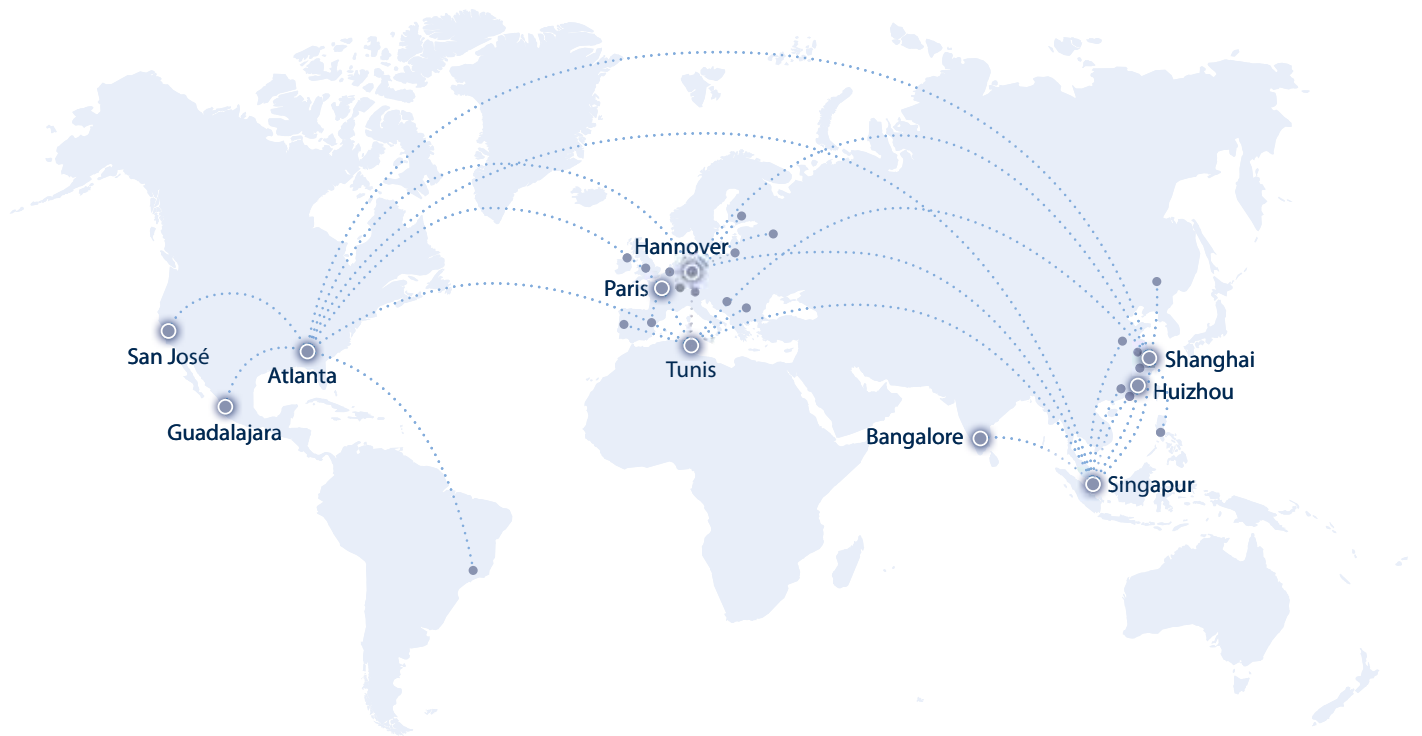 Hannover
Paris
San José
Atlanta
Tunis
Shanghai
Huizhou
Guadalajara
Bangalore
Singapur